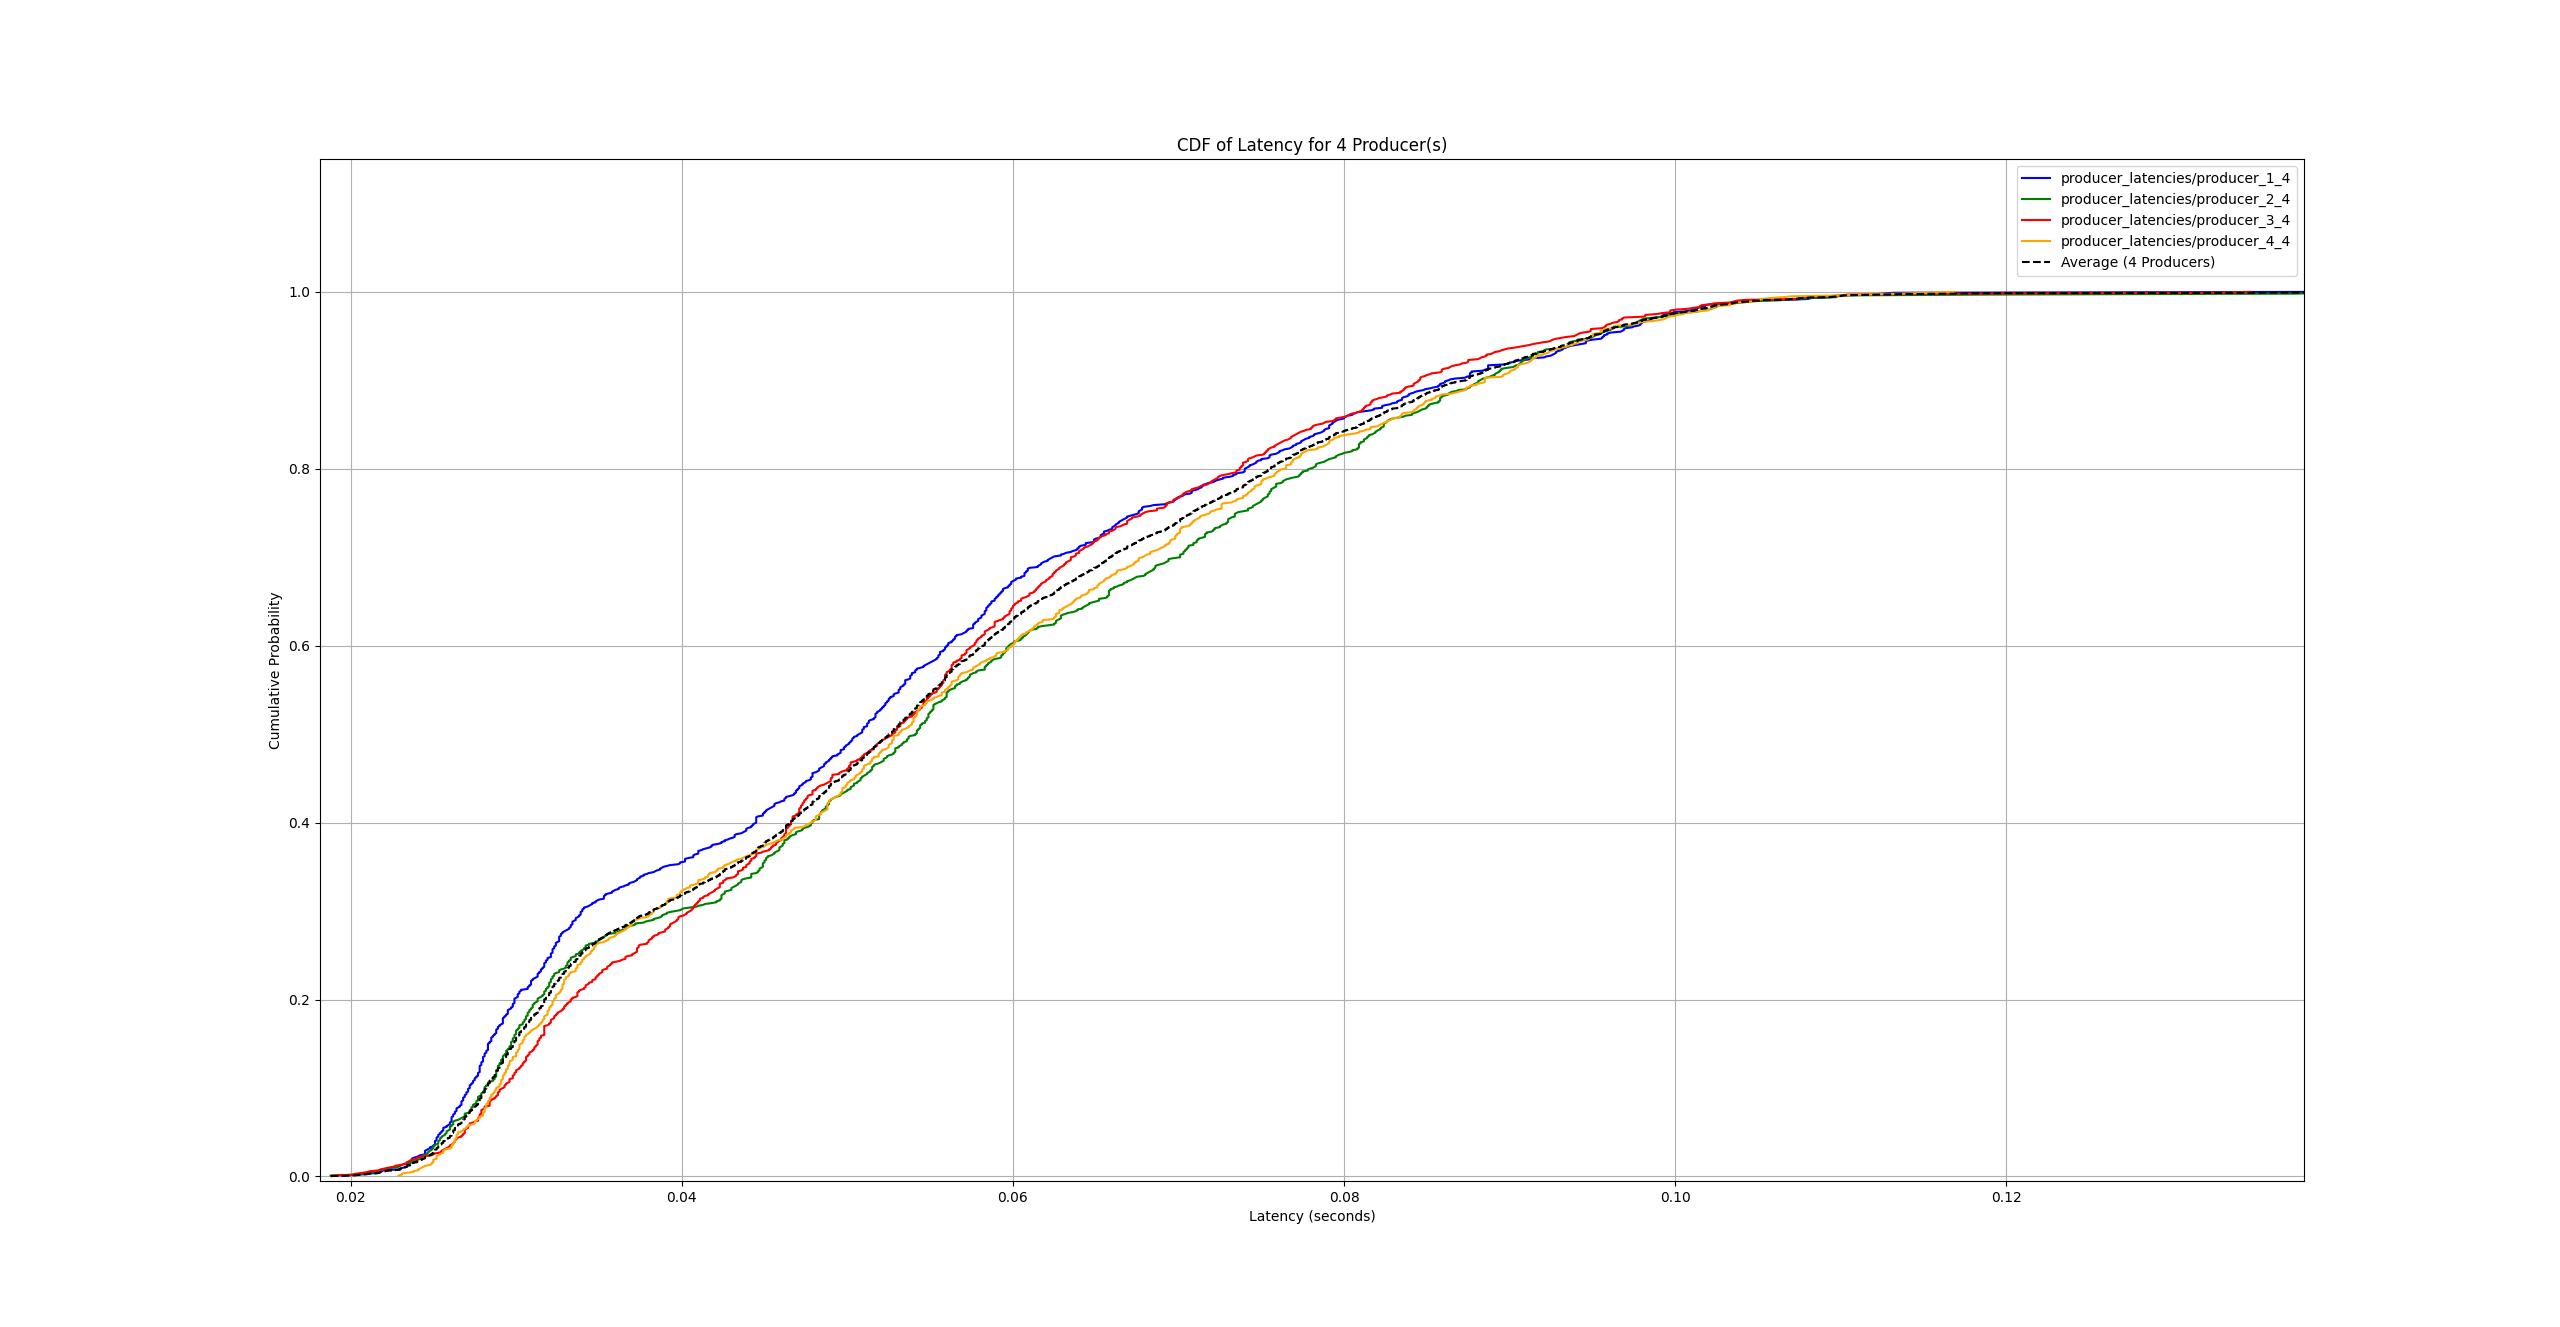 CDF of Latency for 4 Producer(s)
producer_latencies/producer_1_4
producer_latencies/producer_2_4
producer_latencies/producer_3_4
producer_latencies/producer_4_4
Average (4 Producers)
Cumulative Probability
1.0
0.8
0.6
0.4
0.2
0.0
0.02 0.04 0.06 0.08 0.10 0.12
Latency (seconds)